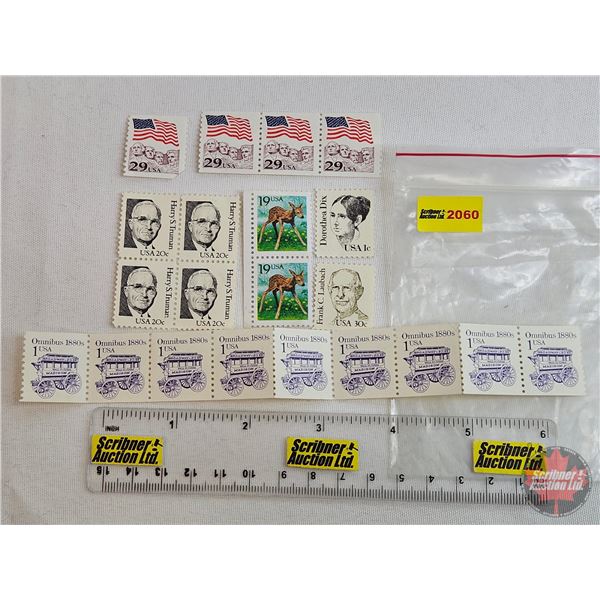 29 USA
29 USA 29 USA 29 USA
Scribner Auction Ltd. 2060
Harry S. Truman USA 20c
Harry S. Truman USA 20c
19 USA
Dorothea Dix USA 1c
Harry S. Truman USA 20c
Harry S. Truman USA 20c
19 USA
Frank C. Laubach USA 30c
Omnibus 1880s Omnibus 1880s Omnibus 1880s Omnibus 1880s Omnibus 1880s Omnibus 1880s Omnibus 1880s Omnibus 1880s Omnibus 1880s
1 USA 1 USA 1 USA 1 USA 1 USA 1 USA 1 USA 1 USA 1 USA
INCH 1 2 3 4 5 6
Scribner Auction Ltd. Scribner Auction Ltd. Scribner Auction Ltd.
Scribner Auction Ltd.